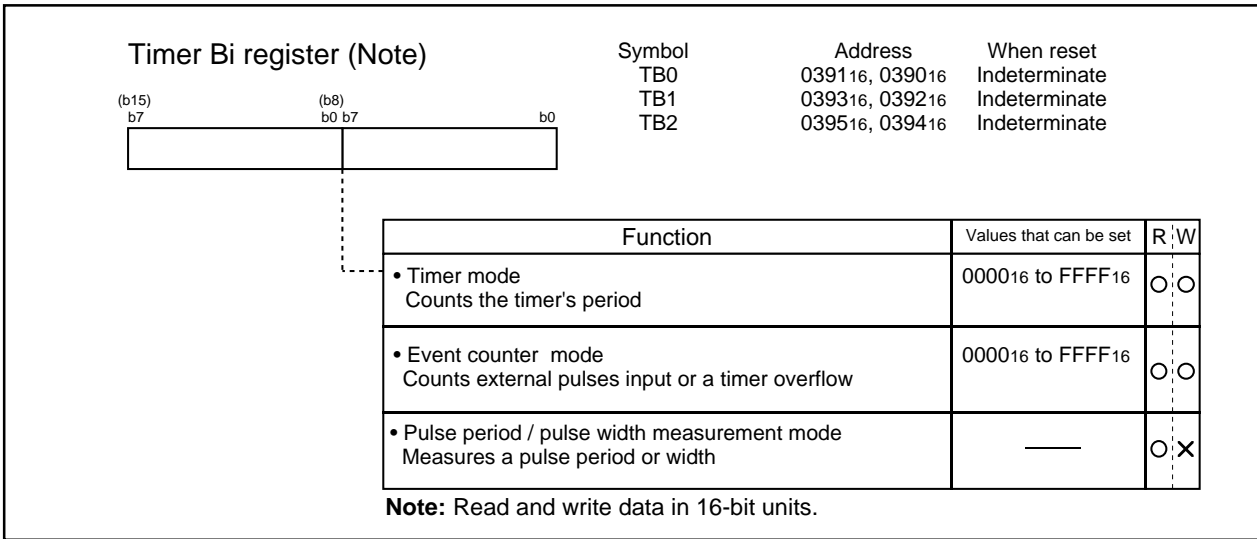 Timer Bi register (Note)
Symbol Address When reset
TB0 039116, 039016 Indeterminate
TB1 039316, 039216 Indeterminate
TB2 039516, 039416 Indeterminate
(b15) (b8)
b7 b0 b7 b0
Function Values that can be set R W
• Timer mode 000016 to FFFF16 O O
Counts the timer's period
• Event counter mode 000016 to FFFF16 O O
Counts external pulses input or a timer overflow
• Pulse period / pulse width measurement mode — O X
Measures a pulse period or width
Note: Read and write data in 16-bit units.